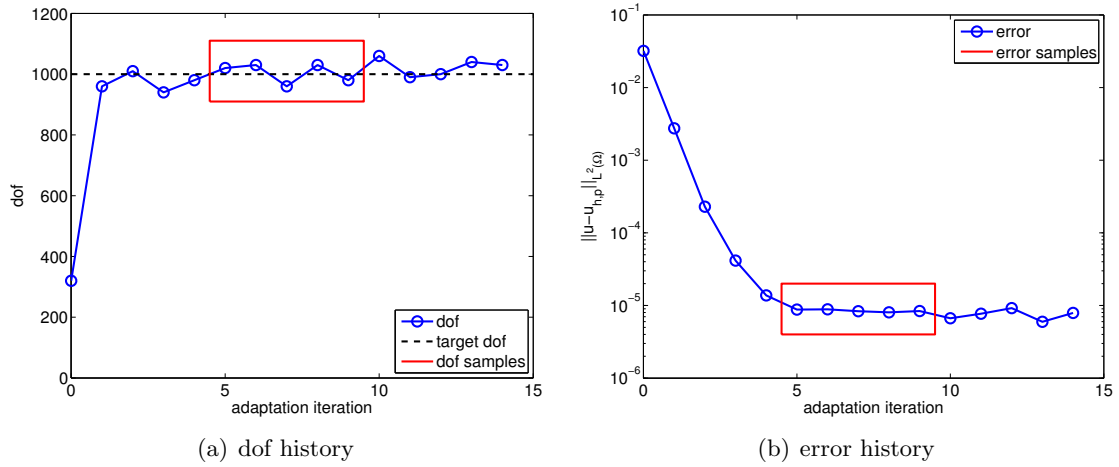 1200
1000
800
600
400
200
0
0
5
10
15
dof
adaptation iteration
dof
target dof
dof samples
(a) dof history
10^{-1}
10^{-2}
10^{-3}
10^{-4}
10^{-5}
10^{-6}
0
5
10
15
||u−u_{h,p}||_{L^2(Ω)}
adaptation iteration
error
error samples
(b) error history